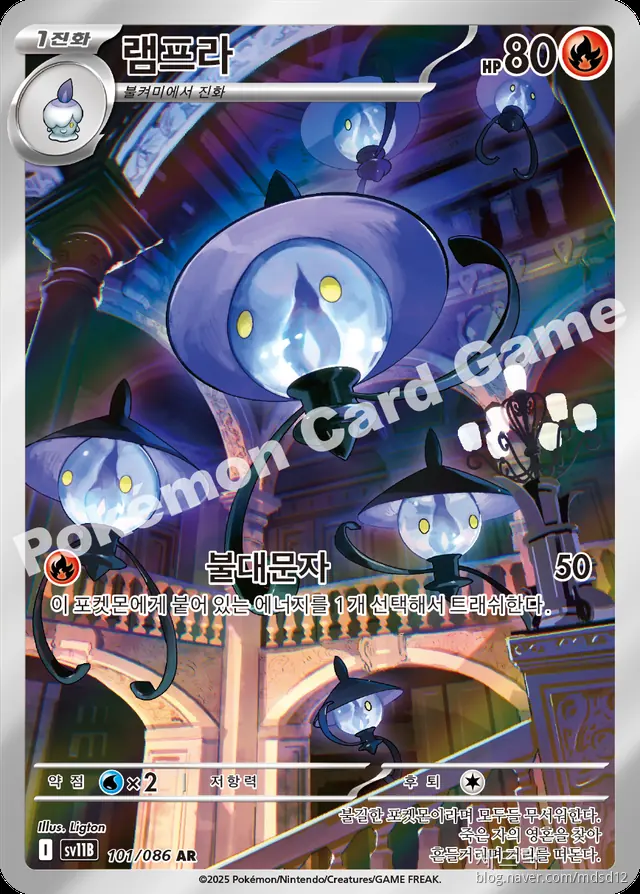 1진화
램프라
HP 80
불켜미에서 진화
Pokémon Card Game
불대문자 50
이 포켓몬에게 붙어 있는 에너지를 1개 선택해서 트래쉬한다.
약점 ×2 저항력 후퇴
불길한 포켓몬이라며 모두들 무서워한다.
죽은 자의 영혼을 찾아
흔들거리며 거리를 떠돈다.
Illus. Ligton
I sv11B 101/086 AR
©2025 Pokémon/Nintendo/Creatures/GAME FREAK.
blog.naver.com/mdsd12